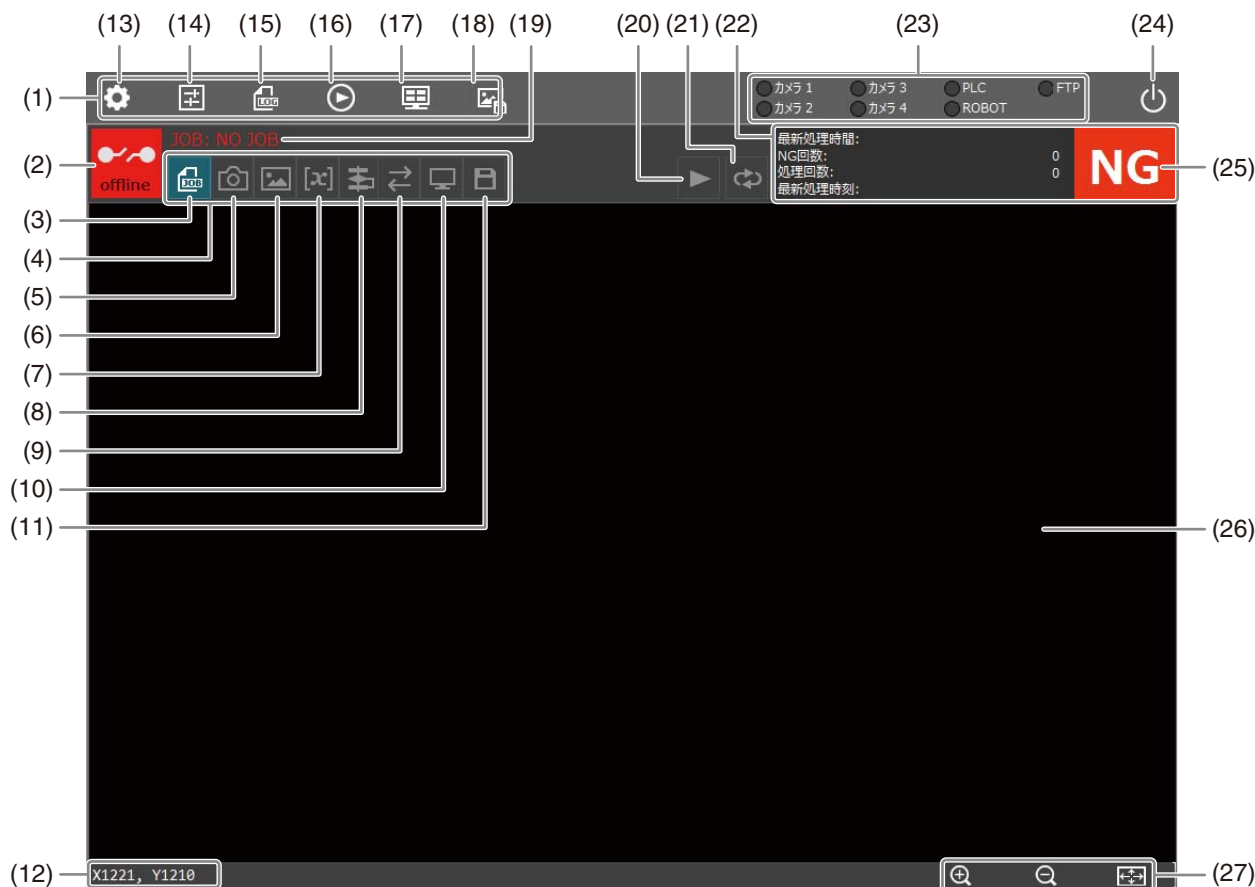 (13) (14) (15) (16) (17) (18) (19) (20) (21) (22) (23) (24)
(1)
LOG
カメラ 1 カメラ 3 PLC FTP
カメラ 2 カメラ 4 ROBOT
(2)
offline
JOB: NO JOB
JOB
[x]
最新処理時間:
NG回数: 0
処理回数: 0
最新処理時刻:
NG
(25)
(3)
(4)
(5)
(6)
(7)
(8)
(9)
(10)
(11)
(26)
(12)
X1221, Y1210
(27)